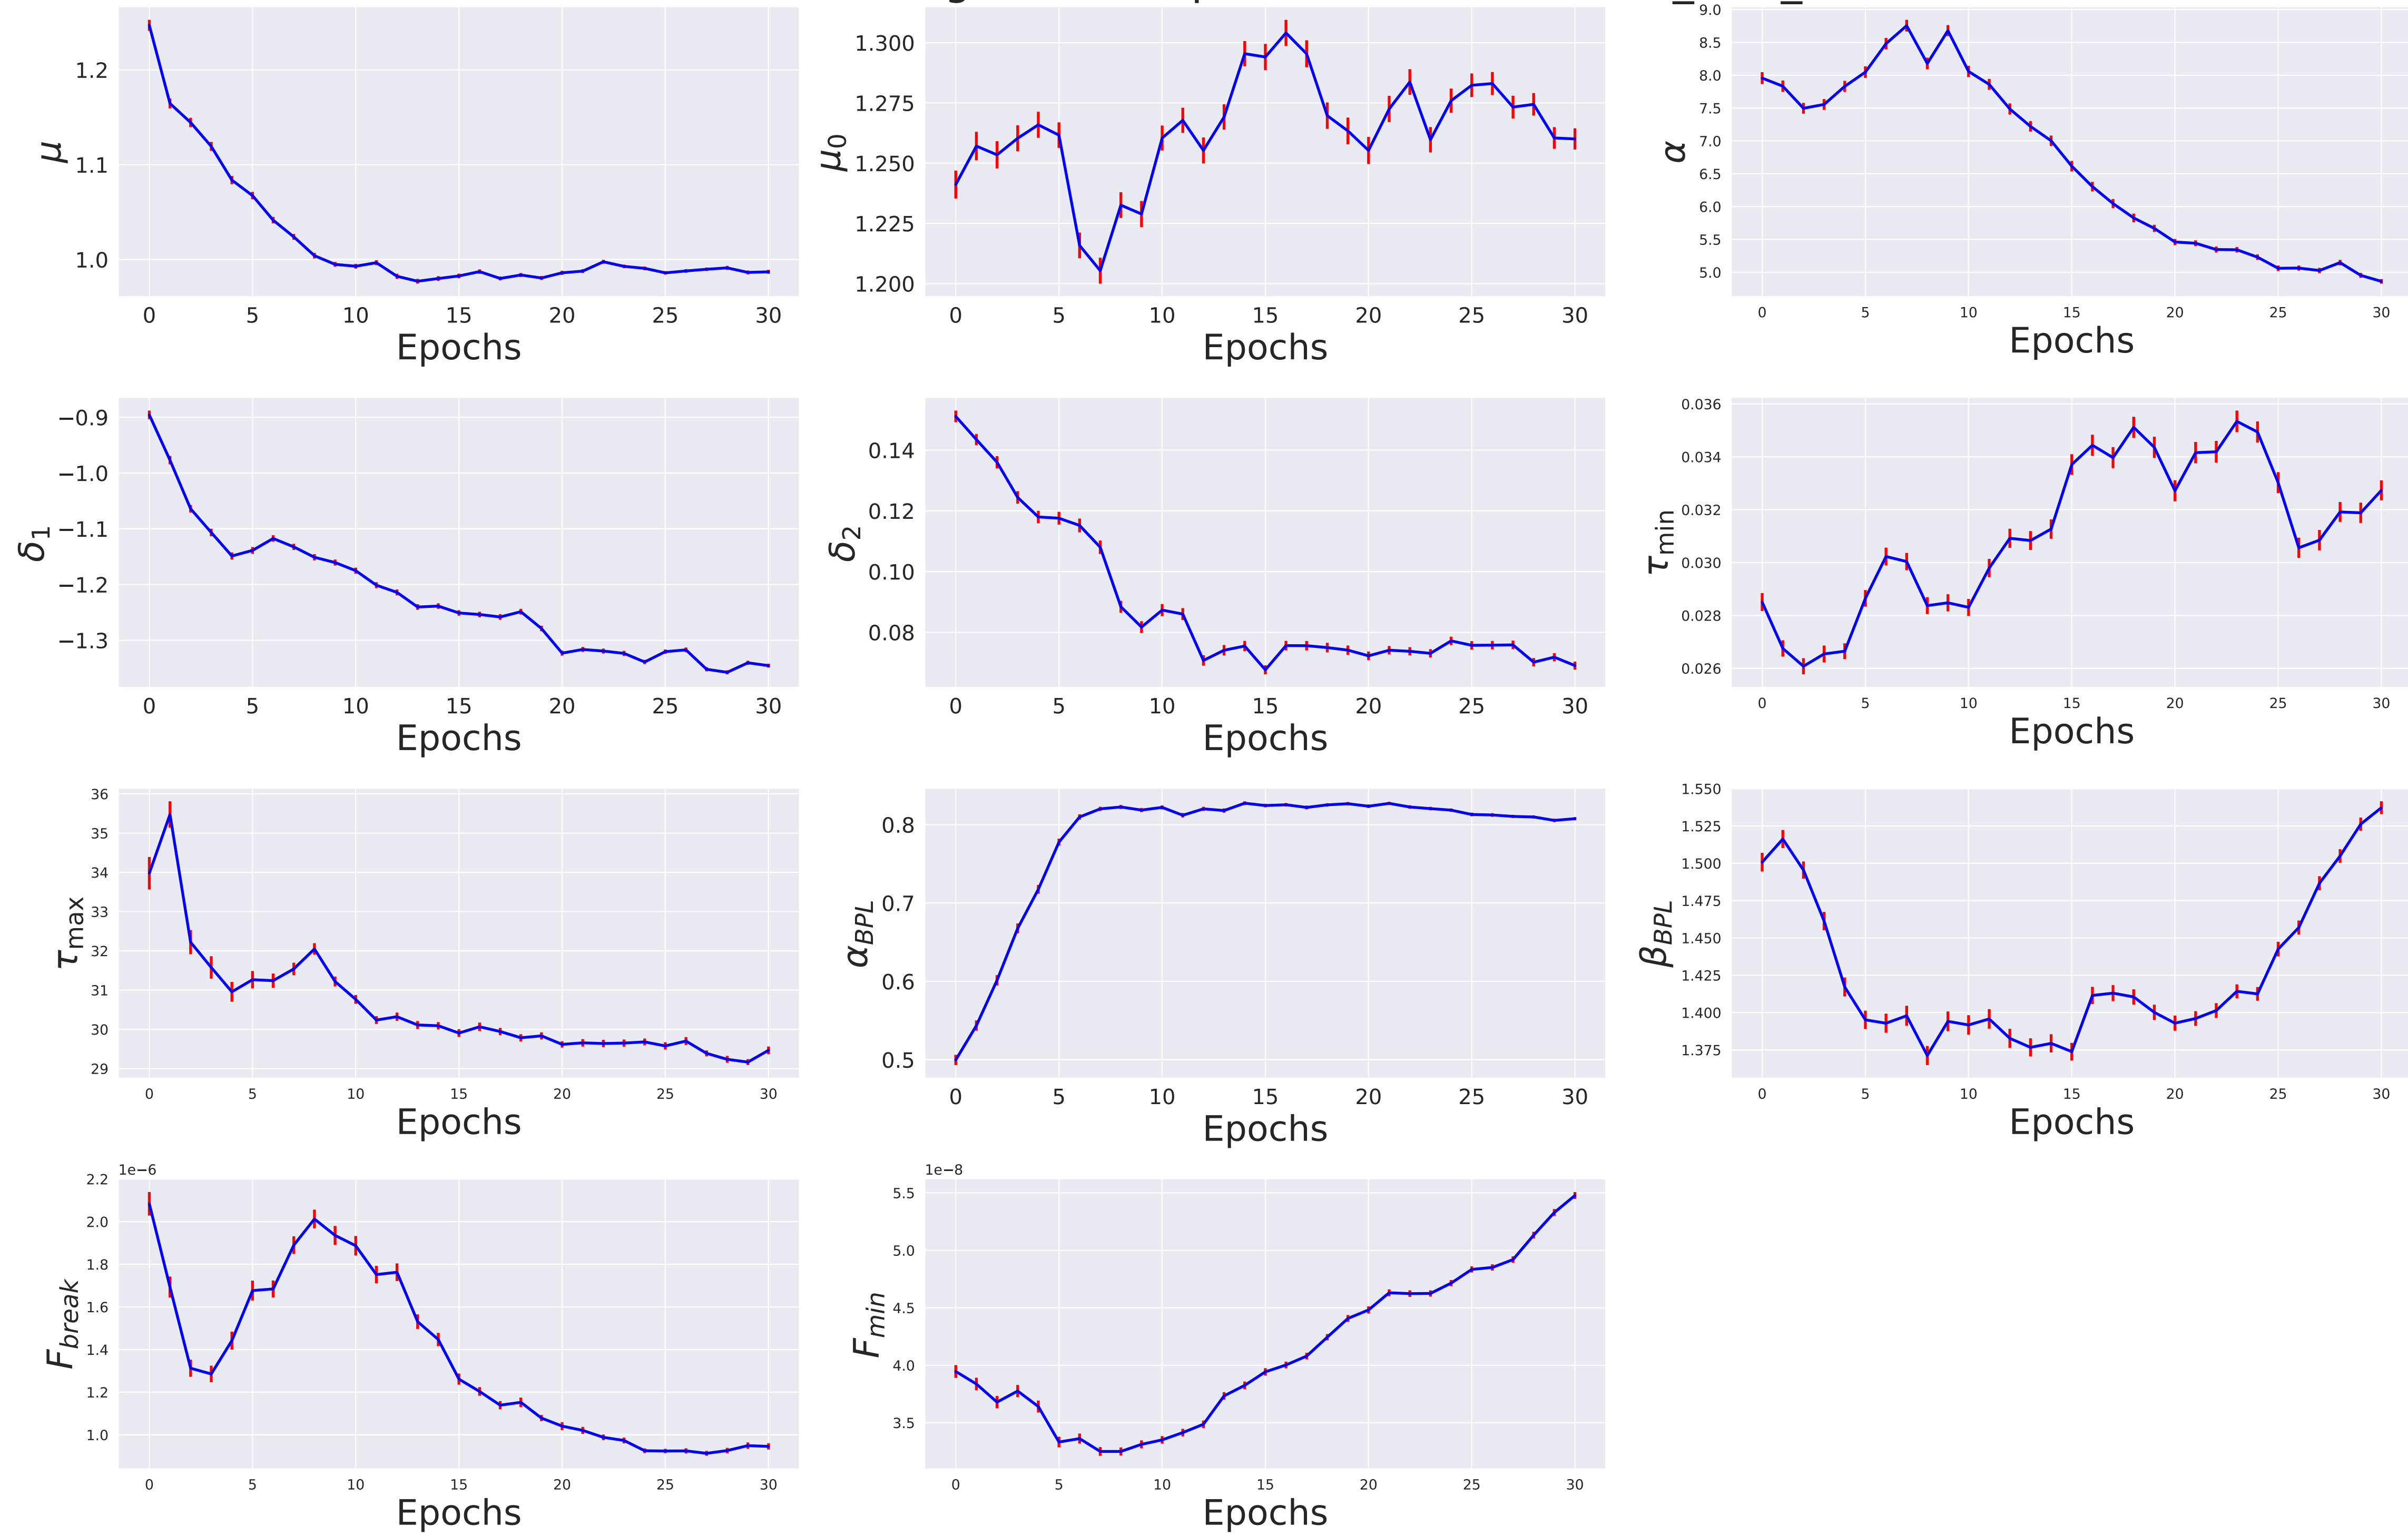 μ
1.2
1.1
1.0
0 5 10 15 20 25 30
Epochs
μ0
1.300
1.275
1.250
1.225
1.200
0 5 10 15 20 25 30
Epochs
α
9.0
8.5
8.0
7.5
7.0
6.5
6.0
5.5
5.0
0 5 10 15 20 25 30
Epochs
δ1
−0.9
−1.0
−1.1
−1.2
−1.3
0 5 10 15 20 25 30
Epochs
δ2
0.14
0.12
0.10
0.08
0 5 10 15 20 25 30
Epochs
τmin
0.036
0.034
0.032
0.030
0.028
0.026
0 5 10 15 20 25 30
Epochs
τmax
36
35
34
33
32
31
30
29
0 5 10 15 20 25 30
Epochs
αBPL
0.8
0.7
0.6
0.5
0 5 10 15 20 25 30
Epochs
βBPL
1.550
1.525
1.500
1.475
1.450
1.425
1.400
1.375
0 5 10 15 20 25 30
Epochs
1e−6
Fbreak
2.2
2.0
1.8
1.6
1.4
1.2
1.0
0 5 10 15 20 25 30
Epochs
1e−8
Fmin
5.5
5.0
4.5
4.0
3.5
0 5 10 15 20 25 30
Epochs